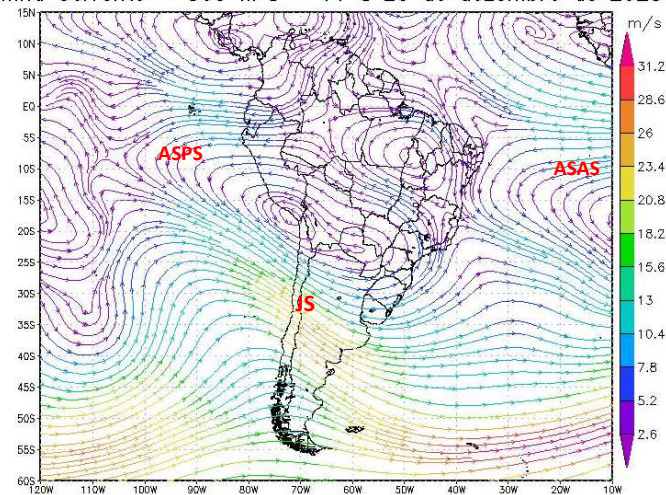 m/s
15N
10N
5N
EQ
5S
10S
15S
20S
25S
30S
35S
40S
45S
50S
55S
60S
ASPS
ASAS
JS
120W 110W 100W 90W 80W 70W 60W 50W 40W 30W 20W 10W
31.2
28.6
26
23.4
20.8
18.2
15.6
13
10.4
7.8
5.2
2.6